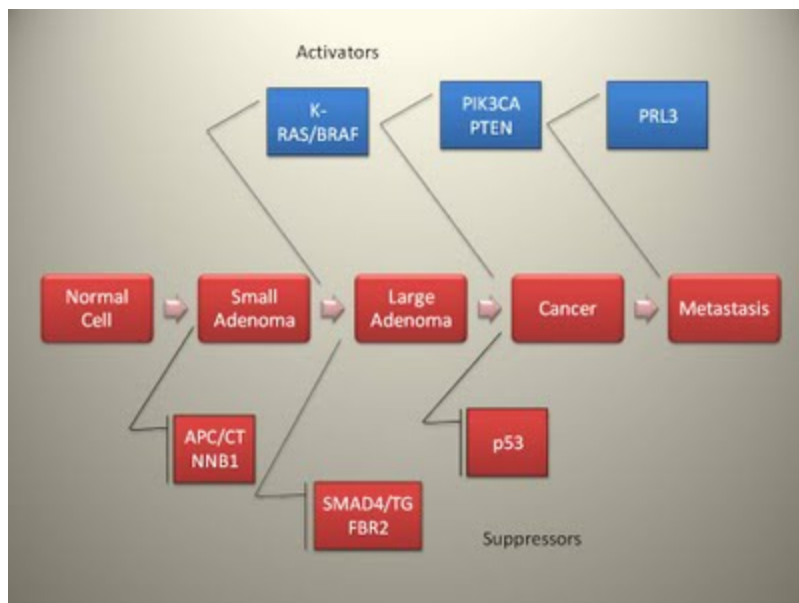 Activators
K-
RAS/BRAF
PIK3CA
PTEN
PRL3
Normal
Cell
Small
Adenoma
Large
Adenoma
Cancer
Metastasis
APC/CT
NNB1
SMAD4/TG
FBR2
p53
Suppressors